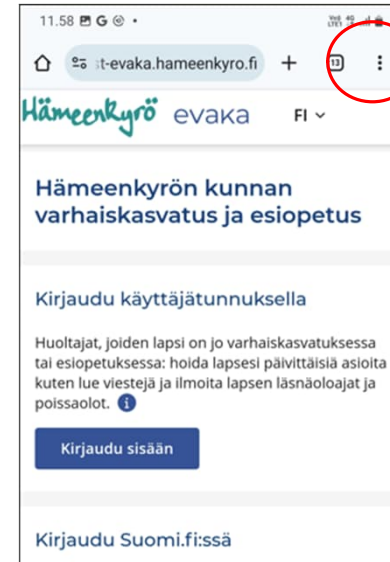 11.58 G
t-evaka.hameenkyro.fi
13
Hämeenkyrö evaka FI
Hämeenkyrön kunnan
varhaiskasvatus ja esiopetus
Kirjaudu käyttäjätunnuksella
Huoltajat, joiden lapsi on jo varhaiskasvatuksessa
tai esiopetuksessa: hoida lapsesi päivittäisiä asioita
kuten lue viestejä ja ilmoita lapsen läsnäoloajat ja
poissaolot. i
Kirjaudu sisään
Kirjaudu Suomi.fi:ssä